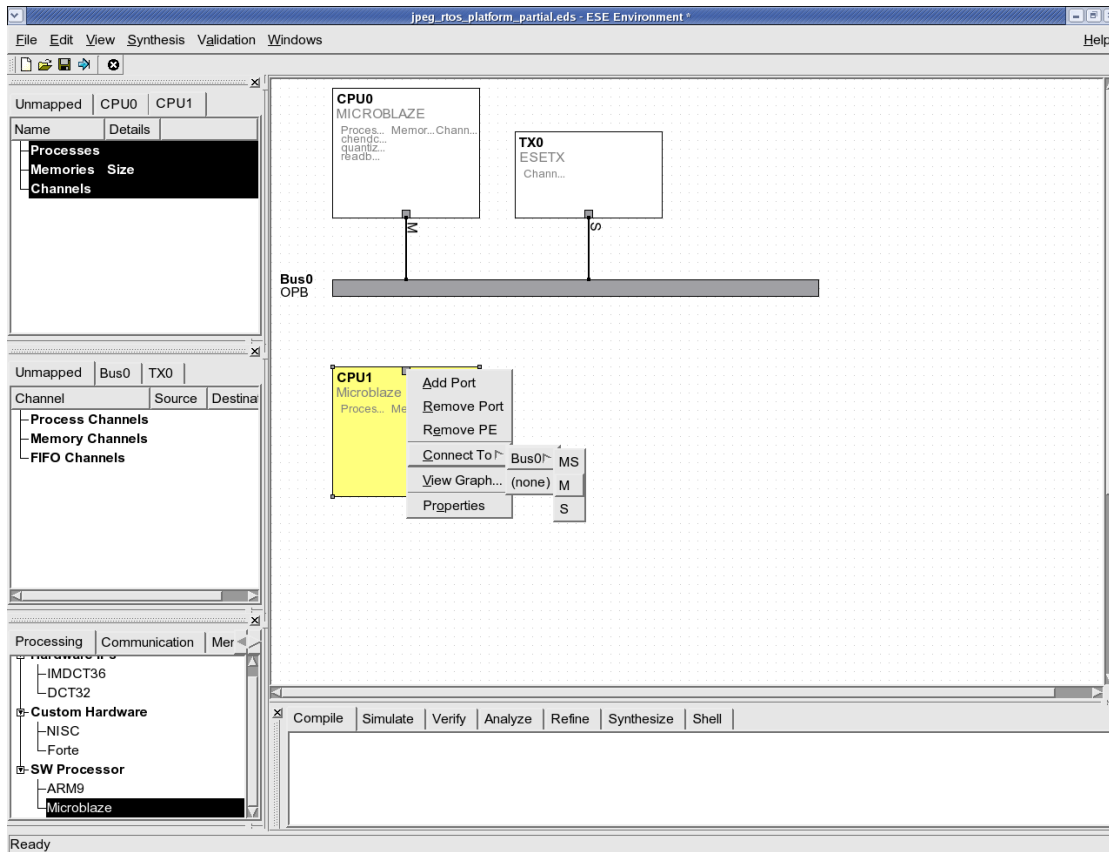 jpeg_rtos_platform_partial.eds - ESE Environment *
File Edit View Synthesis Validation Windows Help
Unmapped CPU0 CPU1
Name Details
Processes
Memories Size
Channels
Unmapped Bus0 TX0
Channel Source Destina
Process Channels
Memory Channels
FIFO Channels
Processing Communication Mer
Hardware IPs
IMDCT36
DCT32
Custom Hardware
NISC
Forte
SW Processor
ARM9
Microblaze
CPU0
MICROBLAZE
Proces... Memor... Chann...
chendc...
quantiz...
readb...
M
TX0
ESETX
Chann...
S
Bus0
OPB
CPU1
Microblaze
Proces... Me
Add Port
Remove Port
Remove PE
Connect To
View Graph...
Properties
Bus0
(none)
MS
M
S
Compile Simulate Verify Analyze Refine Synthesize Shell
Ready